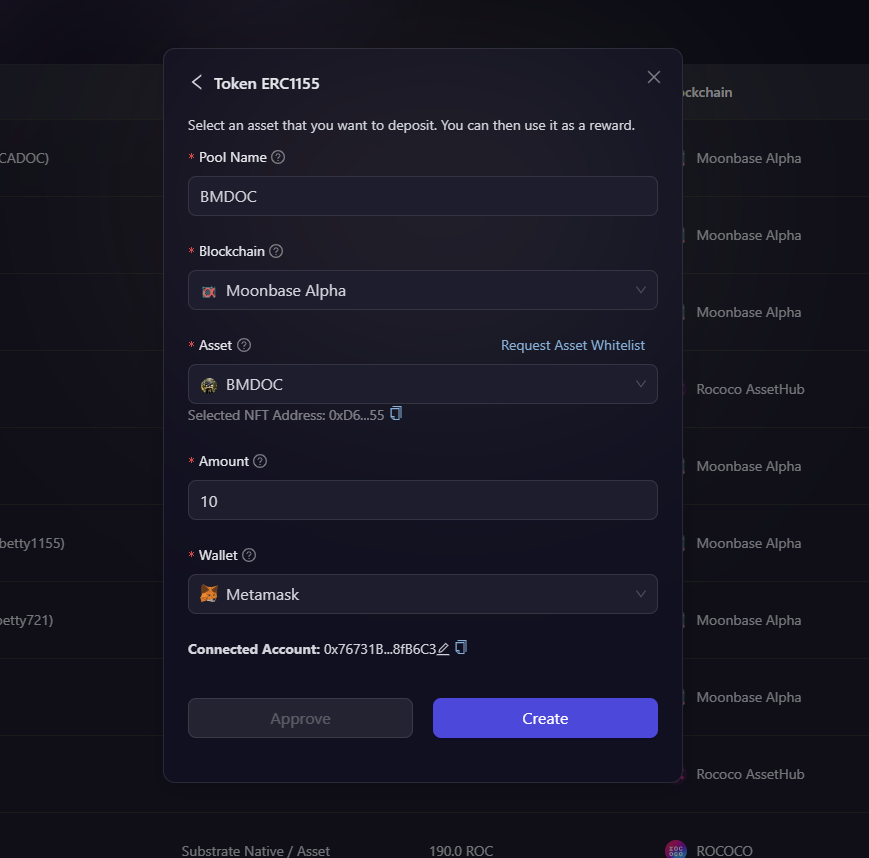 Token ERC1155
ckchain
Select an asset that you want to deposit. You can then use it as a reward.
* Pool Name
CADOC)
Moonbase Alpha
BMDOC
Moonbase Alpha
* Blockchain
Moonbase Alpha
Moonbase Alpha
* Asset
Request Asset Whitelist
BMDOC
Rococo AssetHub
Selected NFT Address: 0xD6...55
* Amount
Moonbase Alpha
10
betty1155)
Moonbase Alpha
* Wallet
Metamask
etty721)
Moonbase Alpha
Connected Account: 0x76731B...8fB6C3
Moonbase Alpha
Approve
Create
Rococo AssetHub
Substrate Native / Asset
190.0 ROC
ROCOCO